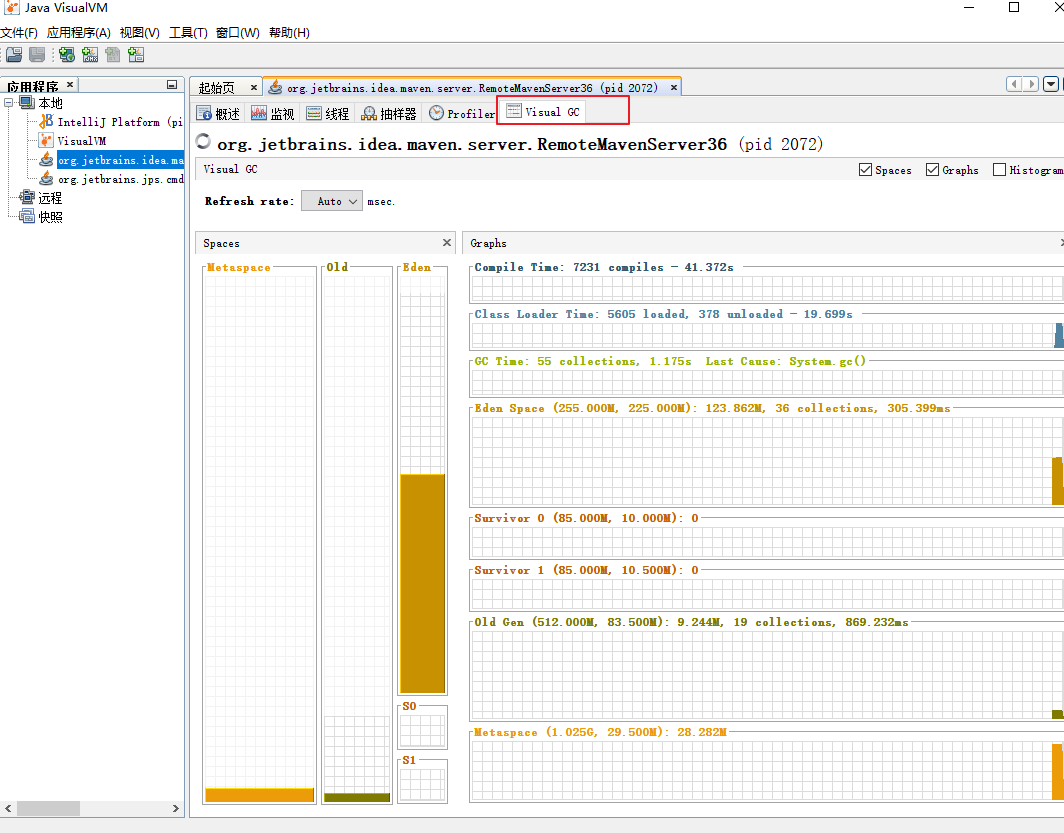 Java VisualVM
文件(F) 应用程序(A) 视图(V) 工具(T) 窗口(W) 帮助(H)
应用程序
本地
IntelliJ Platform (pi
VisualVM
org.jetbrains.idea.ma
org.jetbrains.jps.cmd
远程
快照
起始页
org.jetbrains.idea.maven.server.RemoteMavenServer36 (pid 2072)
概述 监视 线程 抽样器 Profiler Visual GC
org.jetbrains.idea.maven.server.RemoteMavenServer36 (pid 2072)
Visual GC
Spaces Graphs Histogram
Refresh rate: Auto msec.
Spaces
Metaspace Old Eden
S0
S1
Graphs
Compile Time: 7231 compiles - 41.372s
Class Loader Time: 5605 loaded, 378 unloaded - 19.699s
GC Time: 55 collections, 1.175s Last Cause: System.gc()
Eden Space (255.000M, 225.000M): 123.862M, 36 collections, 305.399ms
Survivor 0 (85.000M, 10.000M): 0
Survivor 1 (85.000M, 10.500M): 0
Old Gen (512.000M, 83.500M): 9.244M, 19 collections, 869.232ms
Metaspace (1.025G, 29.500M): 28.282M